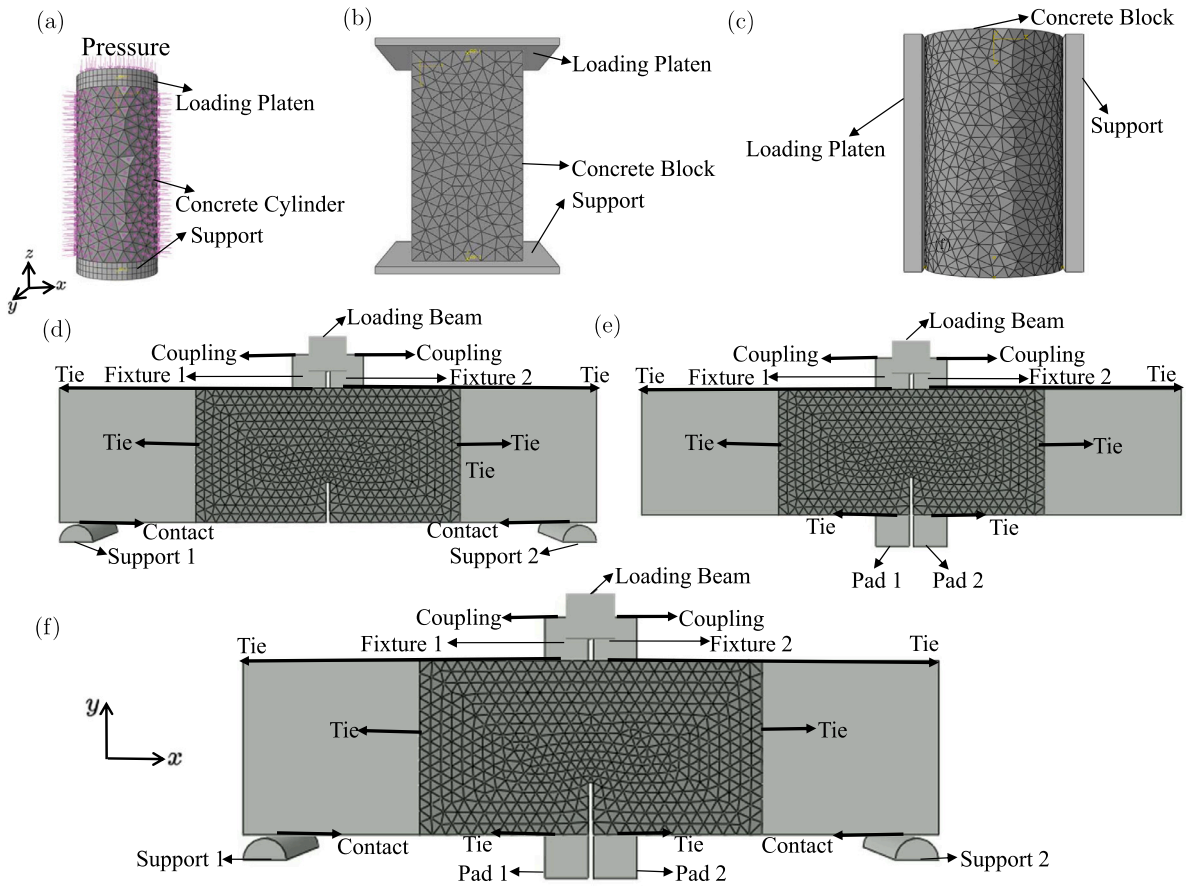 (a)
Pressure
Loading Platen
Concrete Cylinder
Support
z
x
y
(b)
Loading Platen
Concrete Block
Support
(c)
Concrete Block
Loading Platen
Support
(d)
Loading Beam
Coupling
Coupling
Tie
Fixture 1
Fixture 2
Tie
Tie
Tie
Tie
Contact
Contact
Support 1
Support 2
(e)
Loading Beam
Coupling
Coupling
Tie
Fixture 1
Fixture 2
Tie
Tie
Tie
Tie
Tie
Pad 1
Pad 2
(f)
Loading Beam
Coupling
Coupling
Tie
Fixture 1
Fixture 2
Tie
y
x
Tie
Tie
Contact
Tie
Tie
Contact
Support 1
Pad 1
Pad 2
Support 2